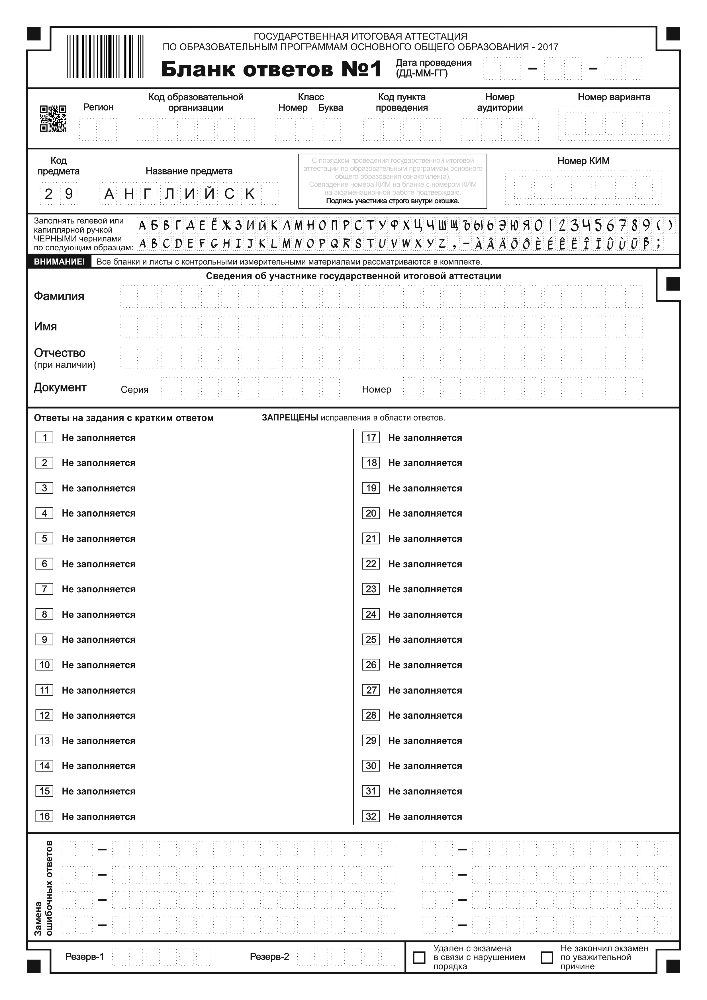 ГОСУДАРСТВЕННАЯ ИТОГОВАЯ АТТЕСТАЦИЯ
ПО ОБРАЗОВАТЕЛЬНЫМ ПРОГРАММАМ ОСНОВНОГО ОБЩЕГО ОБРАЗОВАНИЯ - 2017
Бланк ответов №1
Дата проведения
(ДД-ММ-ГГ)
– –
Регион
Код образовательной
организации
Класс
Номер Буква
Код пункта
проведения
Номер
аудитории
Номер варианта
Код
предмета
29
Название предмета
АНГЛИЙСК
С порядком проведения государственной итоговой
аттестации по образовательным программам основного
общего образования ознакомлен(а).
Совпадение номера КИМ на бланке с номером КИМ
на экзаменационной работе подтверждаю.
Подпись участника строго внутри окошка.
Номер КИМ
Заполнять гелевой или
капиллярной ручкой
ЧЕРНЫМИ чернилами
по следующим образцам:
АБВГДЕЁЖЗИЙКЛМНОПРСТУФХЦЧШЩЪЫЬЭЮЯ0123456789()
ABCDEFGHIJKLMNOPQRSTUVWXYZ,-ÀÂÄÖÔÈÉÊËÎÏÛÙÜß;
ВНИМАНИЕ! Все бланки и листы с контрольными измерительными материалами рассматриваются в комплекте.
Сведения об участнике государственной итоговой аттестации
Фамилия
Имя
Отчество
(при наличии)
Документ Серия Номер
Ответы на задания с кратким ответом ЗАПРЕЩЕНЫ исправления в области ответов.
1 Не заполняется
2 Не заполняется
3 Не заполняется
4 Не заполняется
5 Не заполняется
6 Не заполняется
7 Не заполняется
8 Не заполняется
9 Не заполняется
10 Не заполняется
11 Не заполняется
12 Не заполняется
13 Не заполняется
14 Не заполняется
15 Не заполняется
16 Не заполняется
17 Не заполняется
18 Не заполняется
19 Не заполняется
20 Не заполняется
21 Не заполняется
22 Не заполняется
23 Не заполняется
24 Не заполняется
25 Не заполняется
26 Не заполняется
27 Не заполняется
28 Не заполняется
29 Не заполняется
30 Не заполняется
31 Не заполняется
32 Не заполняется
Замена
ошибочных ответов
– –
– –
– –
– –
Резерв-1
Резерв-2
Удален с экзамена
в связи с нарушением
порядка
Не закончил экзамен
по уважительной
причине